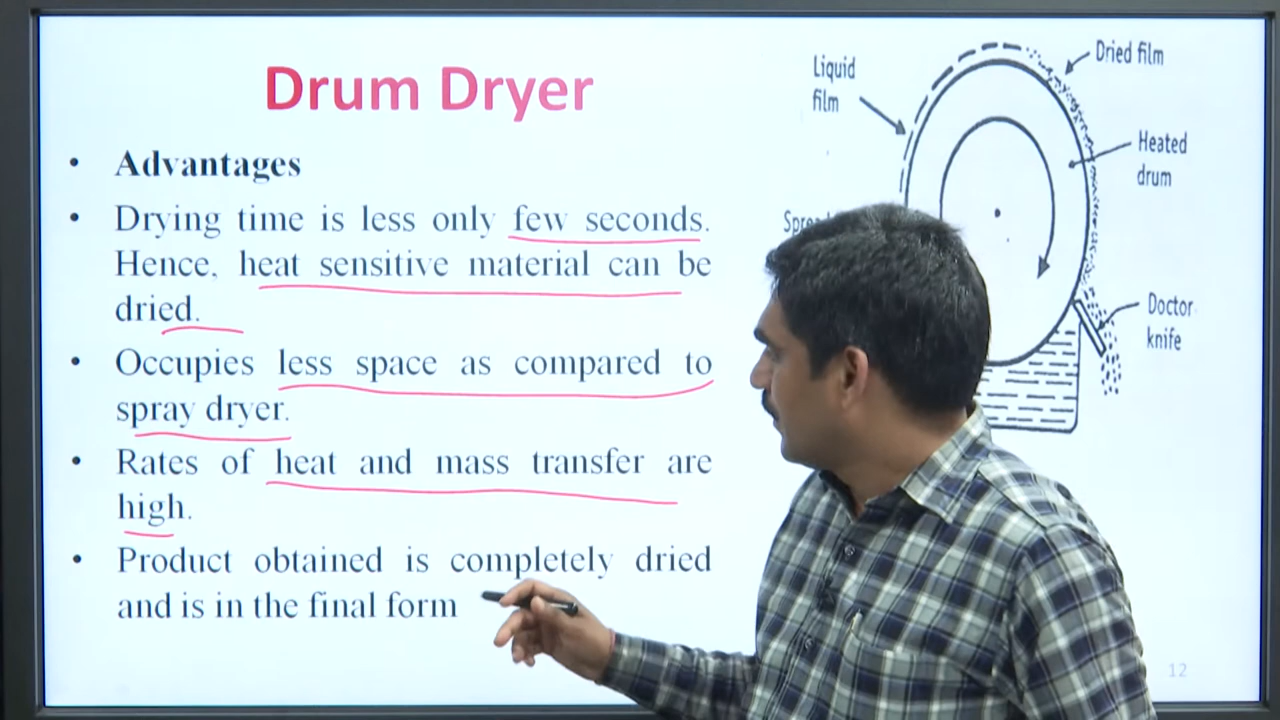 Drum Dryer
• Advantages
• Drying time is less only few seconds.
Hence, heat sensitive material can be
dried.
• Occupies less space as compared to
spray dryer.
• Rates of heat and mass transfer are
high.
• Product obtained is completely dried
and is in the final form
Liquid
film
Dried film
Heated
drum
Doctor
knife
12